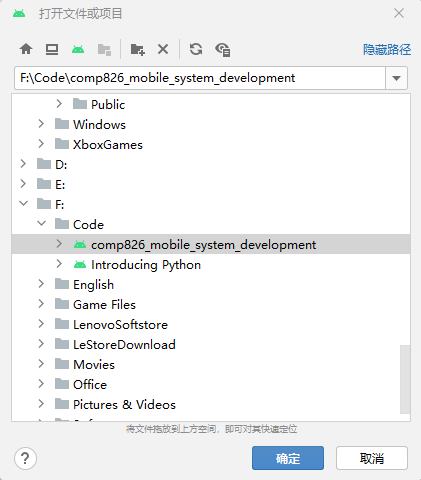 打开文件或项目
隐藏路径
F:\Code\comp826_mobile_system_development
Public
Windows
XboxGames
D:
E:
F:
Code
comp826_mobile_system_development
Introducing Python
English
Game Files
LenovoSoftstore
LeStoreDownload
Movies
Office
Pictures & Videos
将文件拖放到上方空间，即可对其快速定位
?
确定
取消